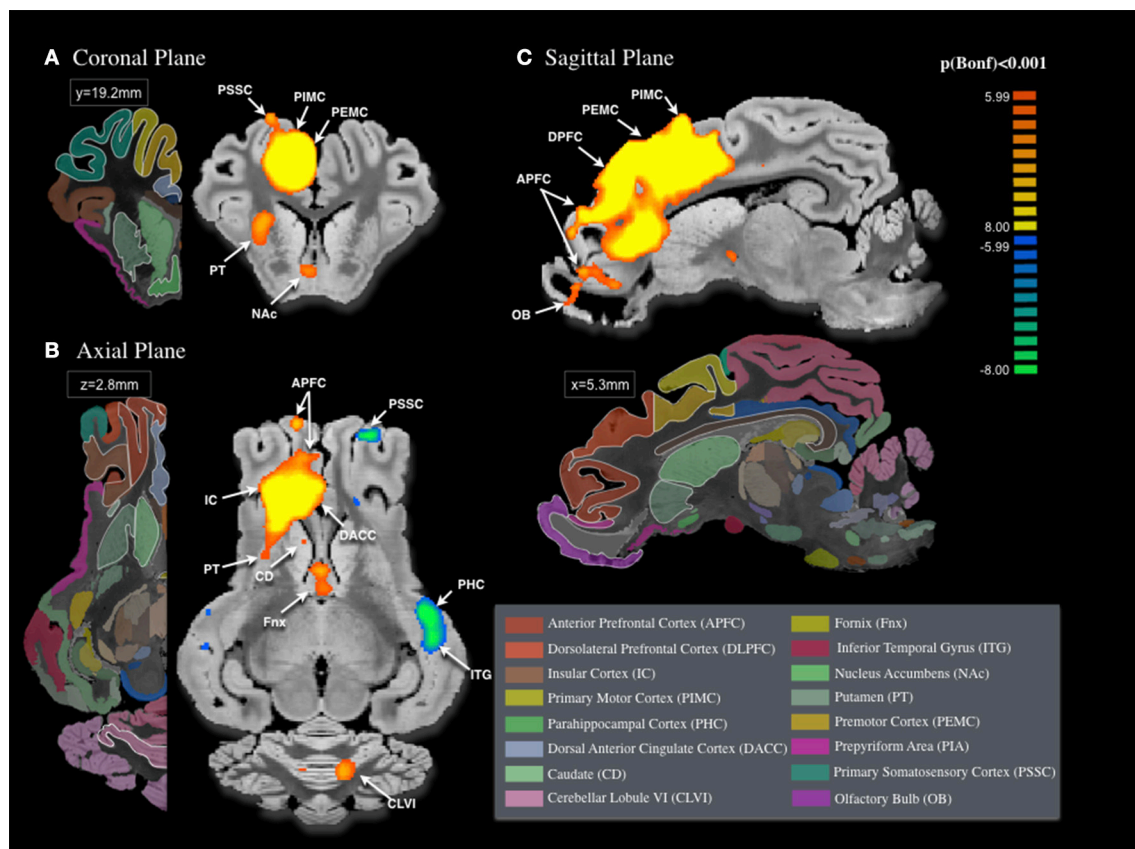 A Coronal Plane
y=19.2mm
PSSC
PIMC
PEMC
PT
NAc
B Axial Plane
z=2.8mm
APFC
PSSC
IC
DACC
PT
CD
Fnx
PHC
ITG
CLVI
C Sagittal Plane
PIMC
PEMC
DPFC
APFC
OB
x=5.3mm
p(Bonf)<0.001
5.99
8.00
-5.99
-8.00
Anterior Prefrontal Cortex (APFC)
Dorsolateral Prefrontal Cortex (DLPFC)
Insular Cortex (IC)
Primary Motor Cortex (PIMC)
Parahippocampal Cortex (PHC)
Dorsal Anterior Cingulate Cortex (DACC)
Caudate (CD)
Cerebellar Lobule VI (CLVI)
Fornix (Fnx)
Inferior Temporal Gyrus (ITG)
Nucleus Accumbens (NAc)
Putamen (PT)
Premotor Cortex (PEMC)
Prepyriform Area (PIA)
Primary Somatosensory Cortex (PSSC)
Olfactory Bulb (OB)